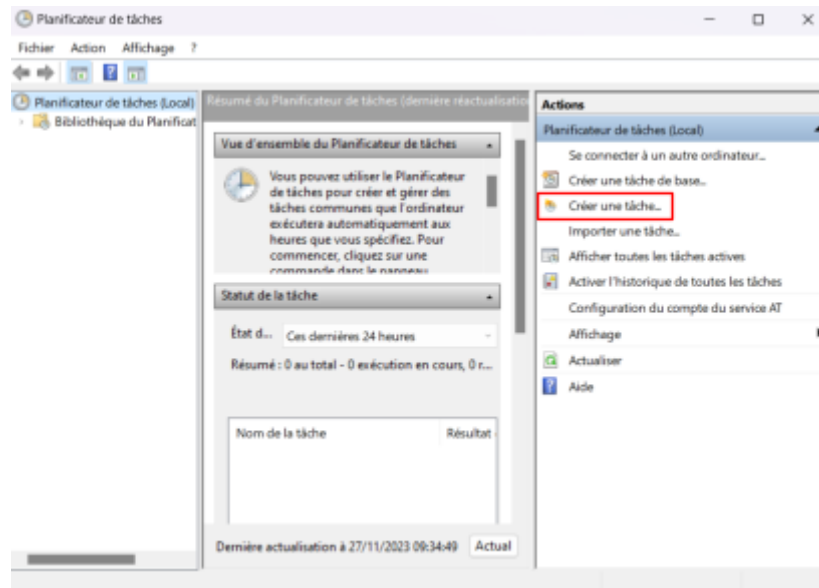 Planificateur de tâches
Fichier Action Affichage ?
Planificateur de tâches (Local)
Bibliothèque du Planificat
Résumé du Planificateur de tâches (dernière réactualisatio
Vue d'ensemble du Planificateur de tâches
Vous pouvez utiliser le Planificateur
de tâches pour créer et gérer des
tâches communes que l'ordinateur
exécutera automatiquement aux
heures que vous spécifiez. Pour
commencer, cliquez sur une
commande dans le panneau
Statut de la tâche
État d... Ces dernières 24 heures
Résumé : 0 au total - 0 exécution en cours, 0 r...
Nom de la tâche Résultat
Dernière actualisation à 27/11/2023 09:34:49 Actual
Actions
Planificateur de tâches (Local)
Se connecter à un autre ordinateur...
Créer une tâche de base...
Créer une tâche...
Importer une tâche...
Afficher toutes les tâches actives
Activer l'historique de toutes les tâches
Configuration du compte du service AT
Affichage
Actualiser
Aide